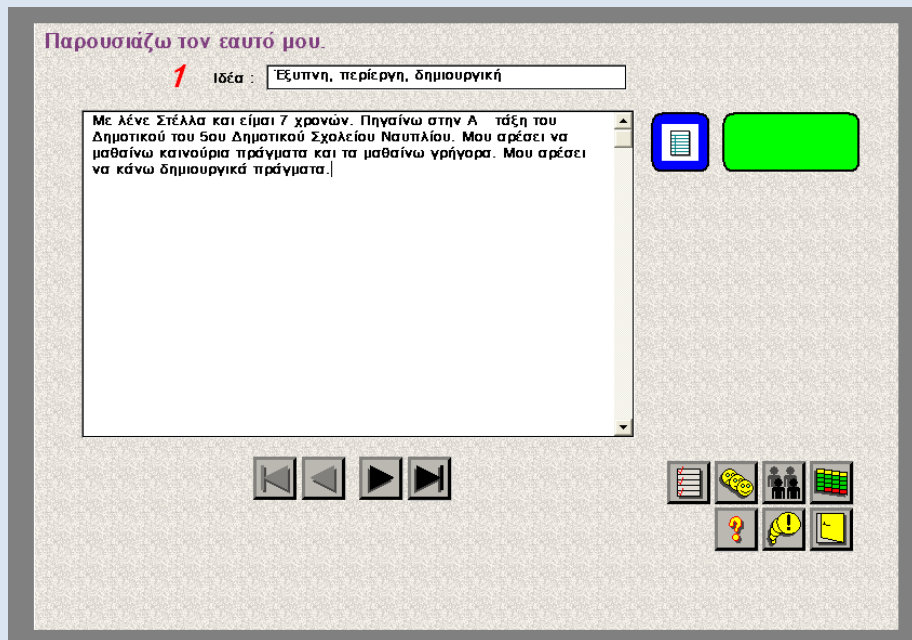 Παρουσιάζω τον εαυτό μου.
1 Ιδέα : Έξυπνη, περίεργη, δημιουργική
Με λένε Στέλλα και είμαι 7 χρονών. Πηγαίνω στην Α τάξη του
Δημοτικού του 5ου Δημοτικού Σχολείου Ναυπλίου. Μου αρέσει να
μαθαίνω καινούρια πράγματα και τα μαθαίνω γρήγορα. Μου αρέσει
να κάνω δημιουργικά πράγματα.